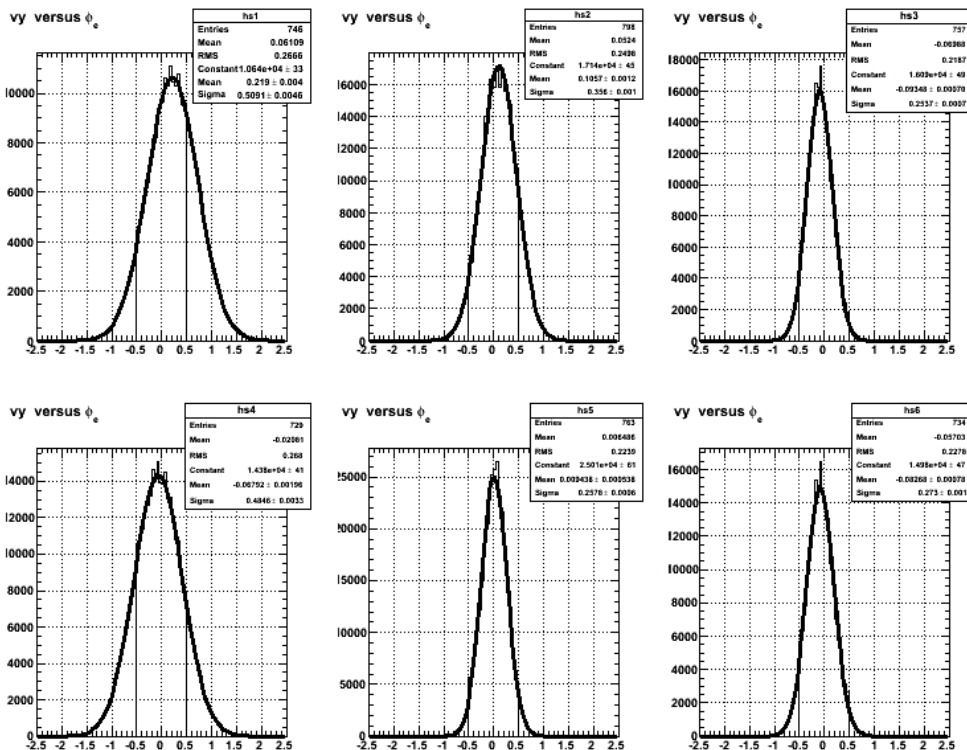 vy versus ϕe
hs1
Entries 746
Mean 0.06109
RMS 0.2666
Constant 1.064e+04 ± 33
Mean 0.219 ± 0.004
Sigma 0.5091 ± 0.0046
10000
8000
6000
4000
2000
0
-2.5 -2 -1.5 -1 -0.5 0 0.5 1 1.5 2 2.5
vy versus ϕe
hs2
Entries 798
Mean 0.0524
RMS 0.2498
Constant 1.714e+04 ± 45
Mean 0.1057 ± 0.0012
Sigma 0.356 ± 0.001
16000
14000
12000
10000
8000
6000
4000
2000
0
-2.5 -2 -1.5 -1 -0.5 0 0.5 1 1.5 2 2.5
vy versus ϕe
hs3
Entries 757
Mean -0.06968
RMS 0.2187
Constant 1.609e+04 ± 49
Mean -0.09348 ± 0.00070
Sigma 0.2537 ± 0.0007
18000
16000
14000
12000
10000
8000
6000
4000
2000
0
-2.5 -2 -1.5 -1 -0.5 0 0.5 1 1.5 2 2.5
vy versus ϕe
hs4
Entries 729
Mean -0.02081
RMS 0.268
Constant 1.438e+04 ± 41
Mean -0.06792 ± 0.00196
Sigma 0.4846 ± 0.0033
14000
12000
10000
8000
6000
4000
2000
0
-2.5 -2 -1.5 -1 -0.5 0 0.5 1 1.5 2 2.5
vy versus ϕe
hs5
Entries 763
Mean 0.006486
RMS 0.2239
Constant 2.501e+04 ± 61
Mean 0.009438 ± 0.000538
Sigma 0.2576 ± 0.0006
25000
20000
15000
10000
5000
0
-2.5 -2 -1.5 -1 -0.5 0 0.5 1 1.5 2 2.5
vy versus ϕe
hs6
Entries 734
Mean -0.05703
RMS 0.2276
Constant 1.498e+04 ± 47
Mean -0.08268 ± 0.00078
Sigma 0.273 ± 0.001
16000
14000
12000
10000
8000
6000
4000
2000
0
-2.5 -2 -1.5 -1 -0.5 0 0.5 1 1.5 2 2.5